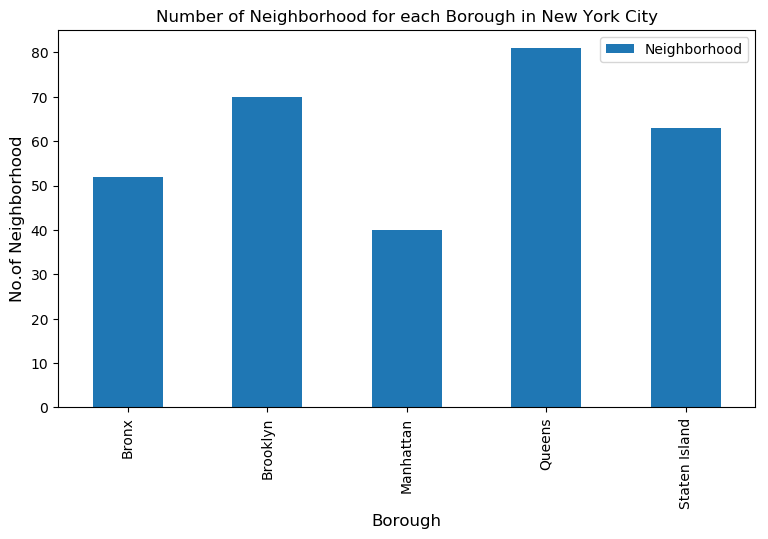 Number of Neighborhood for each Borough in New York City
Neighborhood
80
70
60
50
40
30
20
10
0
No.of Neighborhood
Bronx
Brooklyn
Manhattan
Queens
Staten Island
Borough